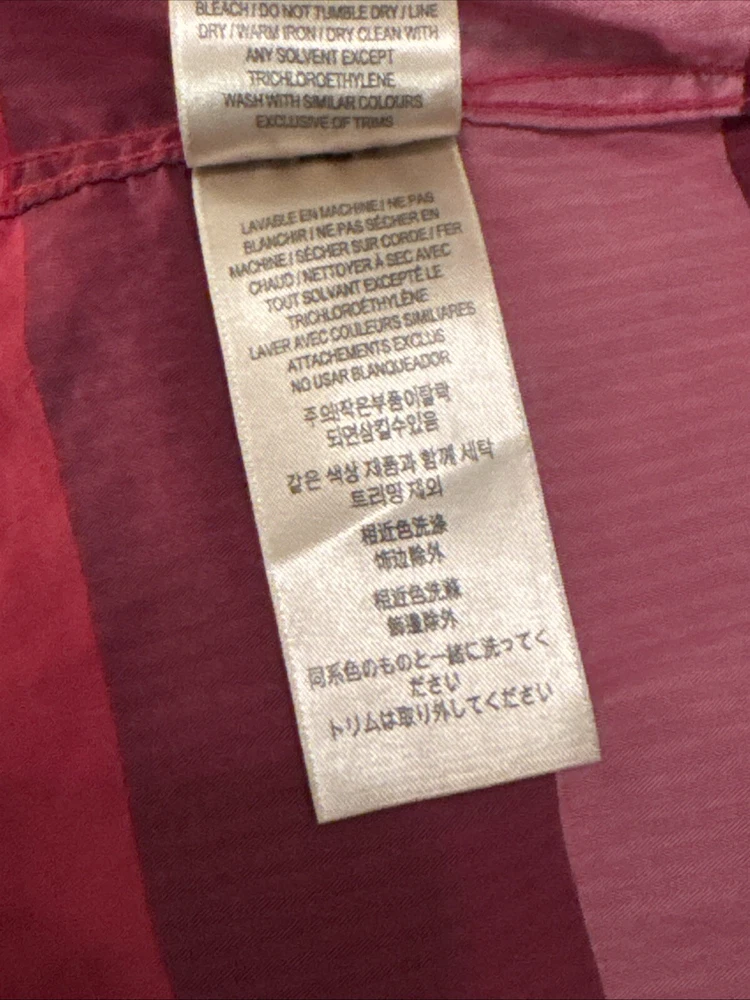 BLEACH / DO NOT TUMBLE DRY / LINE
DRY / WARM IRON / DRY CLEAN WITH
ANY SOLVENT EXCEPT
TRICHLOROETHYLENE
WASH WITH SIMILAR COLOURS
EXCLUSIVE OF TRIMS
LAVABLE EN MACHINE / NE PAS
BLANCHIR / NE PAS SÉCHER EN
MACHINE / SÉCHER SUR CORDE / FER
CHAUD / NETTOYER À SEC AVEC
TOUT SOLVANT EXCEPTÉ LE
TRICHLOROÉTHYLÈNE
LAVER AVEC COULEURS SIMILIARES
ATTACHEMENTS EXCLUS
NO USAR BLANQUEADOR
주의!작은부품이탈락
되면삼킬수있음
같은 색상 제품과 함께 세탁
트리밍 제외
相近色洗涤
饰边除外
相近色洗滌
飾邊除外
同系色のものと一緒に洗ってく
ださい
トリムは取り外してください